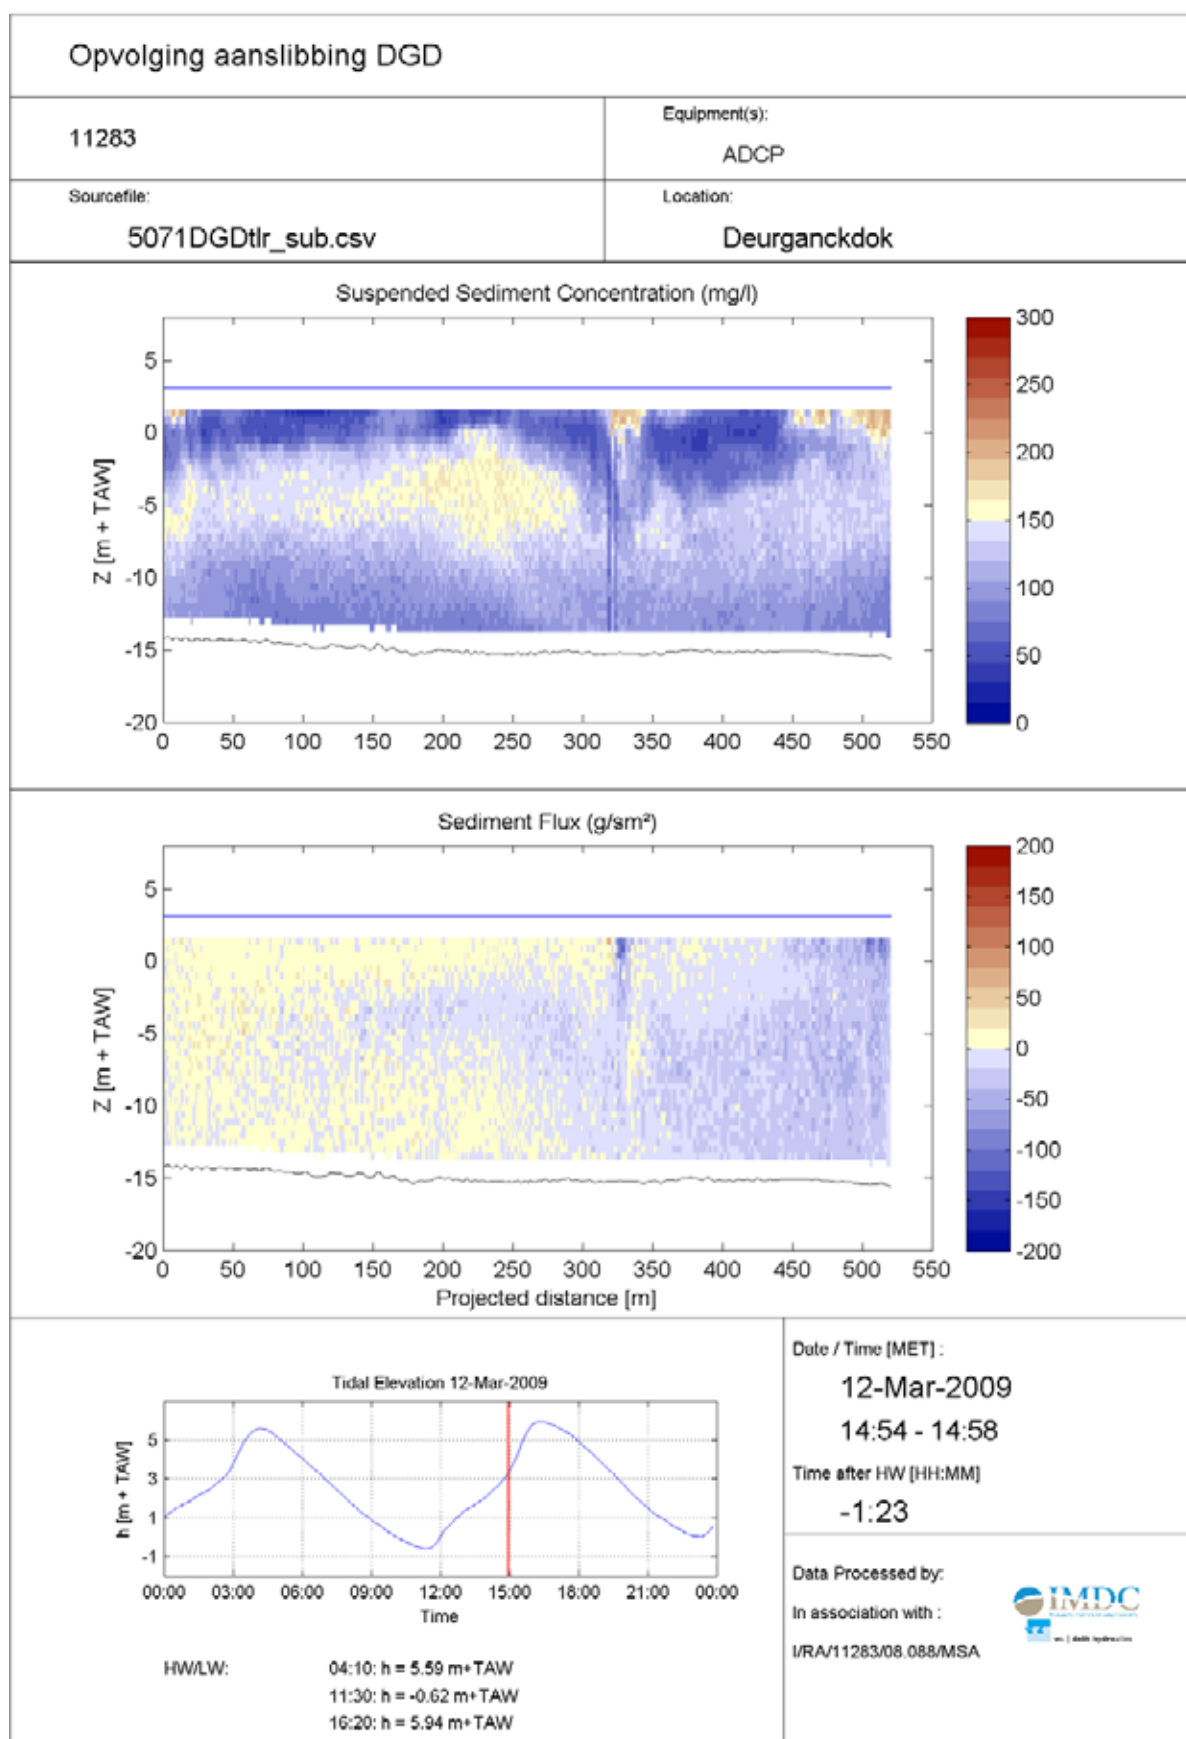 Opvolging aanslibbing DGD
11283
Equipment(s):
ADCP
Sourcefile:
5071DGDtlr_sub.csv
Location:
Deurganckdok
Suspended Sediment Concentration (mg/l)
Z [m + TAW]
5
0
-5
-10
-15
-20
0 50 100 150 200 250 300 350 400 450 500 550
300
250
200
150
100
50
0
Sediment Flux (g/sm²)
Z [m + TAW]
5
0
-5
-10
-15
-20
0 50 100 150 200 250 300 350 400 450 500 550
Projected distance [m]
200
150
100
50
0
-50
-100
-150
-200
Tidal Elevation 12-Mar-2009
h [m + TAW]
5
3
1
-1
00:00 03:00 06:00 09:00 12:00 15:00 18:00 21:00 00:00
Time
HW/LW:
04:10: h = 5.59 m+TAW
11:30: h = -0.62 m+TAW
16:20: h = 5.94 m+TAW
Date / Time [MET] :
12-Mar-2009
14:54 - 14:58
Time after HW [HH:MM]
-1:23
Data Processed by:
IMDC
In association with :
I/RA/11283/08.088/MSA